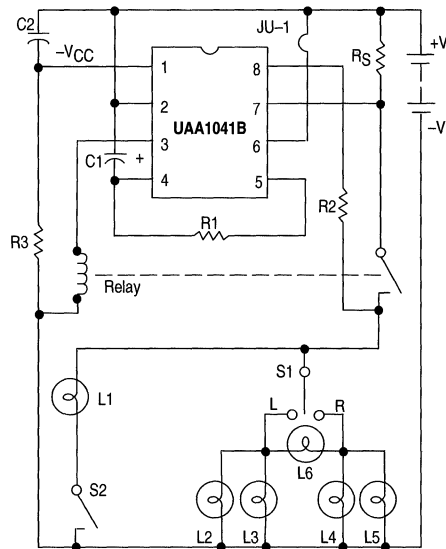 C2
JU–1
–VCC
RS
+V
–V
1
2
3
4
UAA1041B
8
7
6
5
C1
+
R1
R2
R3
Relay
S1
L
R
L1
L6
S2
L2
L3
L4
L5